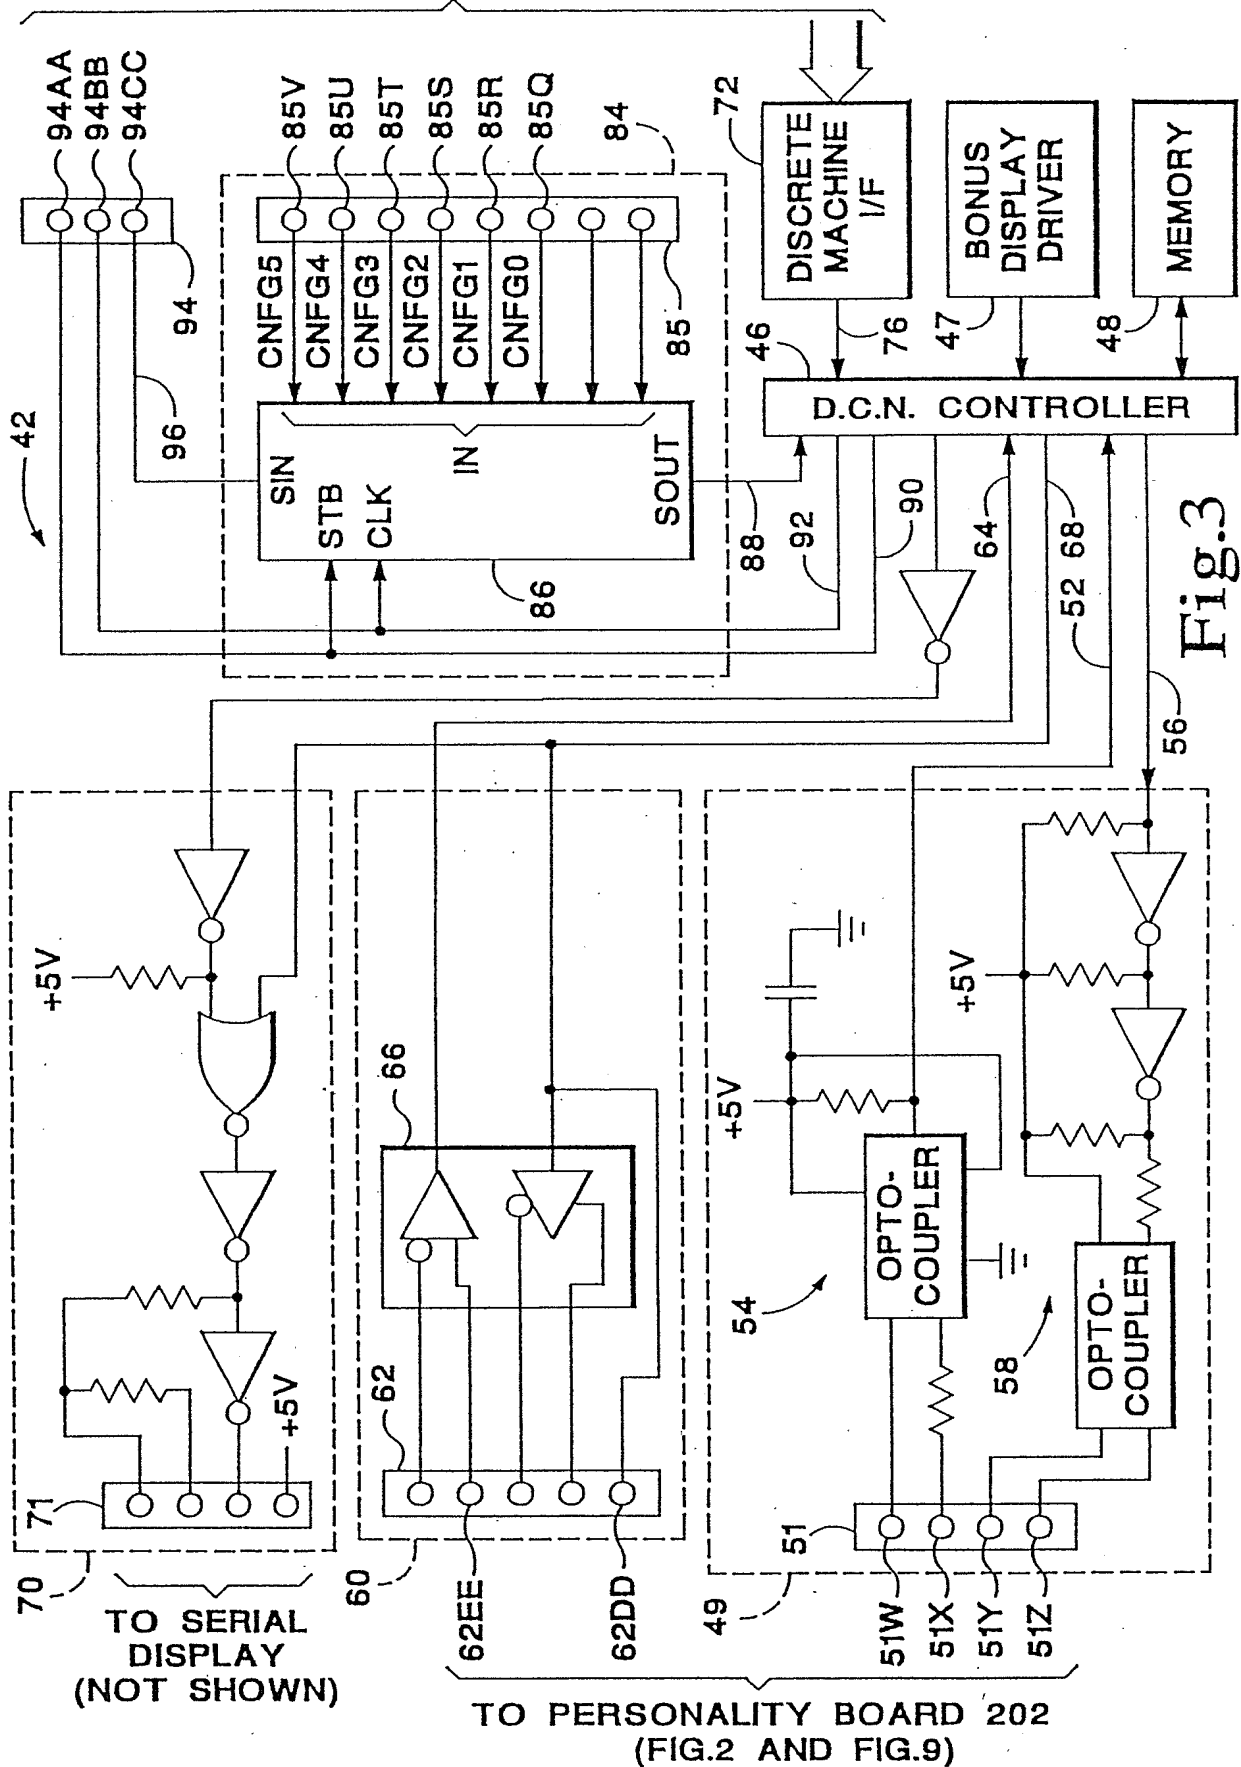 94AA
94BB
94CC
94
42
96
85V
85U
85T
85S
85R
85Q
84
CNFG5
CNFG4
CNFG3
CNFG2
CNFG1
CNFG0
85
SIN
STB
CLK
IN
SOUT
86
88
72
DISCRETE
MACHINE
I/F
76
46
BONUS
DISPLAY
DRIVER
47
MEMORY
48
D.C.N. CONTROLLER
92
90
64
68
52
56
Fig.3
+5V
71
+5V
70
TO SERIAL
DISPLAY
(NOT SHOWN)
66
62
60
62EE
62DD
+5V
+5V
OPTO-
COUPLER
54
OPTO-
COUPLER
58
51
49
51W
51X
51Y
51Z
TO PERSONALITY BOARD 202
(FIG.2 AND FIG.9)